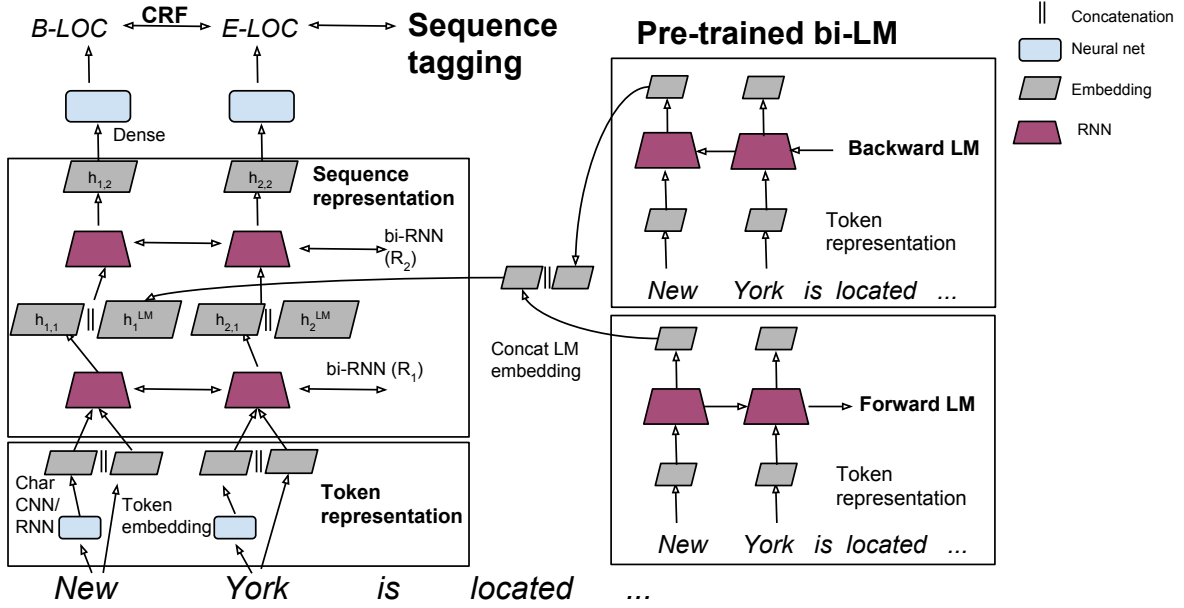 B-LOC CRF E-LOC Sequence
tagging
Dense
h1,2 h2,2 Sequence
representation
bi-RNN
(R2)
h1,1 || h1LM h2,1 || h2LM
bi-RNN (R1)
|| ||
Char
CNN/
RNN
Token
embedding
Token
representation
New York is located ...
Pre-trained bi-LM
Backward LM
Token
representation
New York is located ...
||
Concat LM
embedding
Forward LM
Token
representation
New York is located ...
|| Concatenation
Neural net
Embedding
RNN